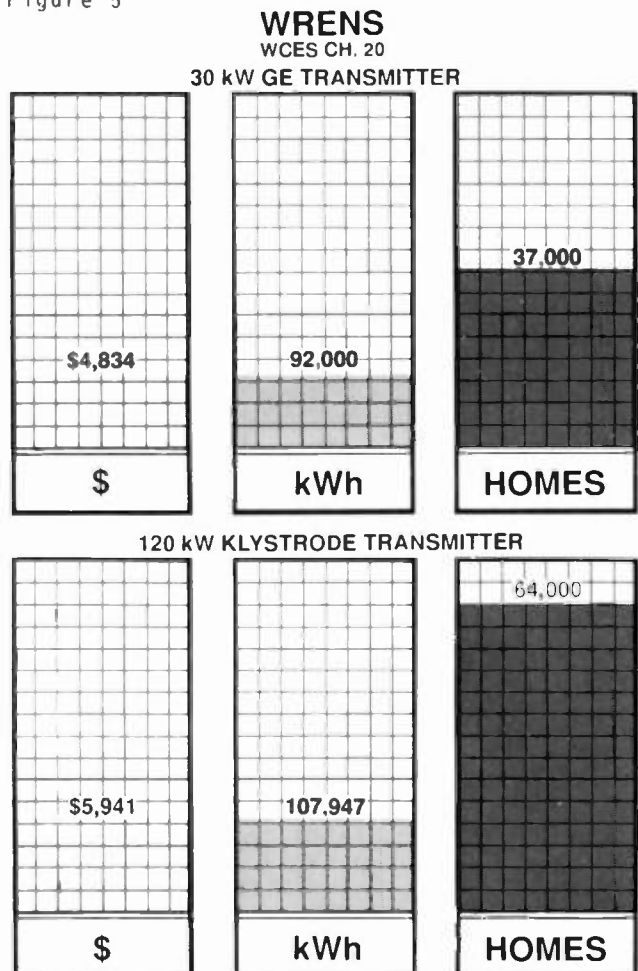 Figure 5
WRENS
WCES CH. 20
30 kW GE TRANSMITTER
$4,834
92,000
37,000
$
kWh
HOMES
120 kW KLYSTRODE TRANSMITTER
$5,941
107,947
64,000
$
kWh
HOMES